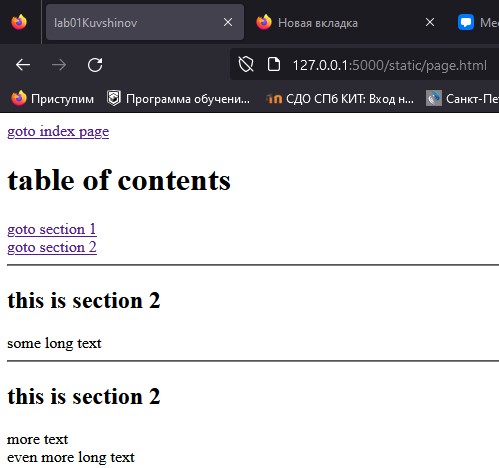 lab01Kuvshinov
Новая вкладка
Mes
127.0.0.1:5000/static/page.html
Приступим
Программа обучени...
СДО СПб КИТ: Вход н...
Санкт-Пет
goto index page
table of contents
goto section 1
goto section 2
this is section 2
some long text
this is section 2
more text
even more long text